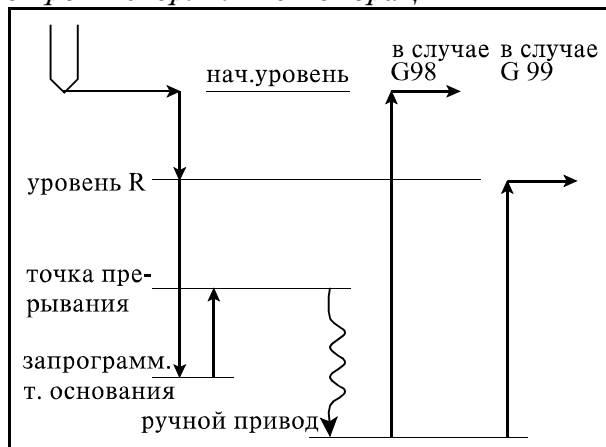 нач.уровень
в случае
G98
в случае
G 99
уровень R
точка пре-
рывания
запрограмм.
т. основания
ручной привод